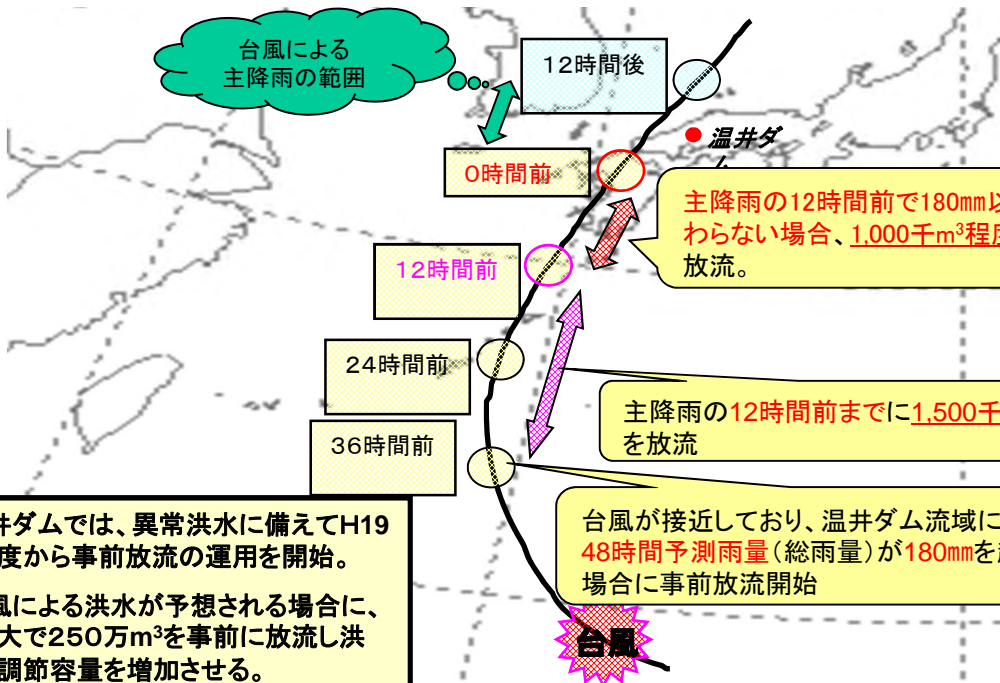 台風による
主降雨の範囲
12時間後
温井ダ
0時間前
主降雨の12時間前で180㎜以
わらない場合、1,000千m³程度
放流。
12時間前
24時間前
主降雨の12時間前までに1,500千
を放流
36時間前
台風が接近しており、温井ダム流域に
48時間予測雨量(総雨量)が180㎜を
場合に事前放流開始
井ダムでは、異常洪水に備えてH19
度から事前放流の運用を開始。
風による洪水が予想される場合に、
大で250万m³を事前に放流し洪
調節容量を増加させる。
台風